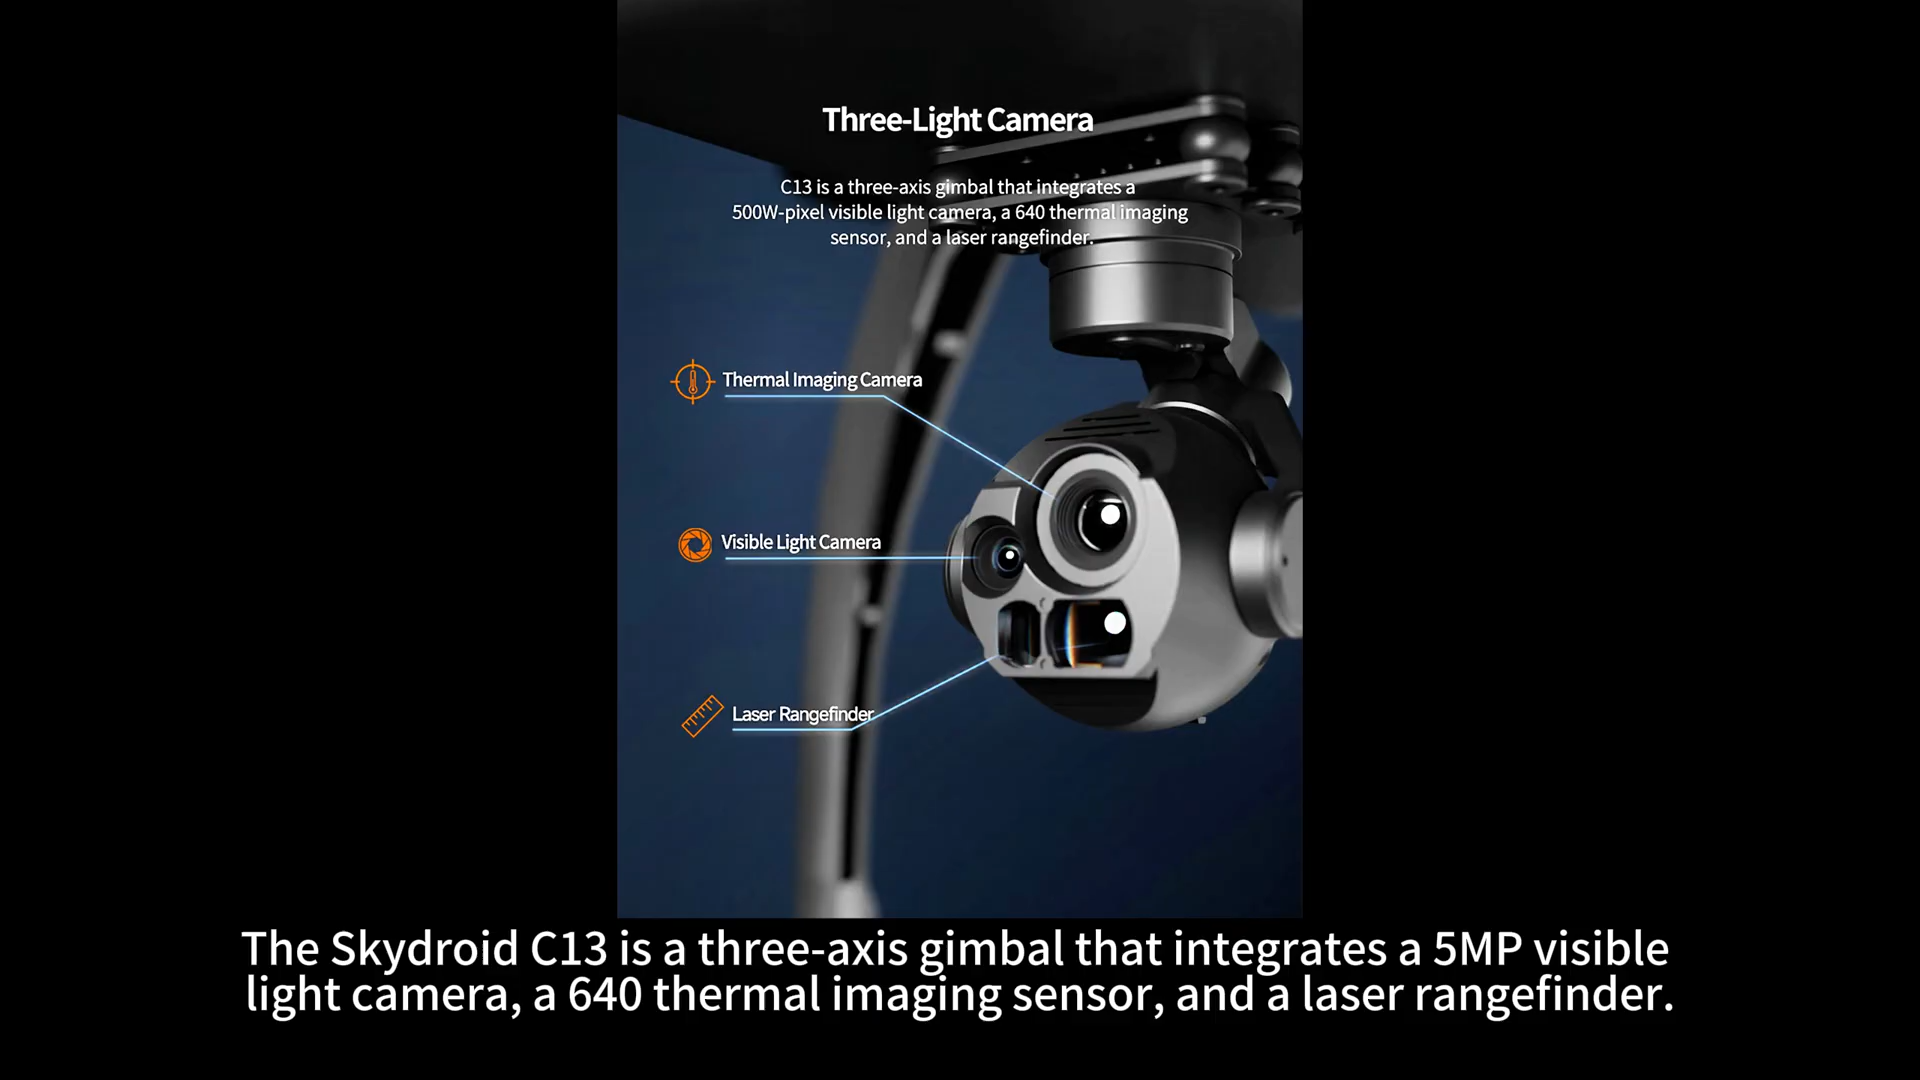 Three-Light Camera
C13 is a three-axis gimbal that integrates a
500W-pixel visible light camera, a 640 thermal imaging
sensor, and a laser rangefinder.
Thermal Imaging Camera
Visible Light Camera
Laser Rangefinder
The Skydroid C13 is a three-axis gimbal that integrates a 5MP visible
light camera, a 640 thermal imaging sensor, and a laser rangefinder.